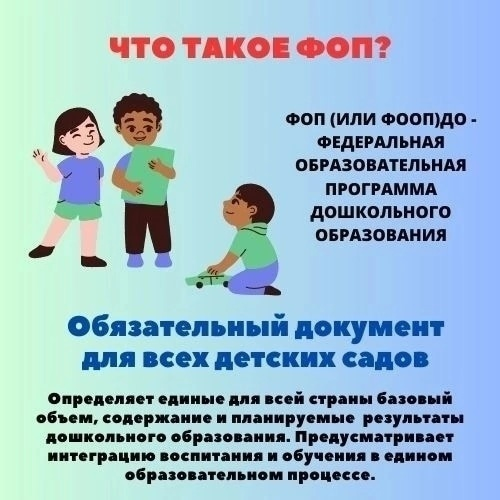 ЧТО ТАКОЕ ФОП?
ФОП (ИЛИ ФООП)ДО -
ФЕДЕРАЛЬНАЯ
ОБРАЗОВАТЕЛЬНАЯ
ПРОГРАММА
ДОШКОЛЬНОГО
ОБРАЗОВАНИЯ
Обязательный документ
для всех детских садов
Определяет единые для всей страны базовый
объем, содержание и планируемые результаты
дошкольного образования. Предусматривает
интеграцию воспитания и обучения в едином
образовательном процессе.